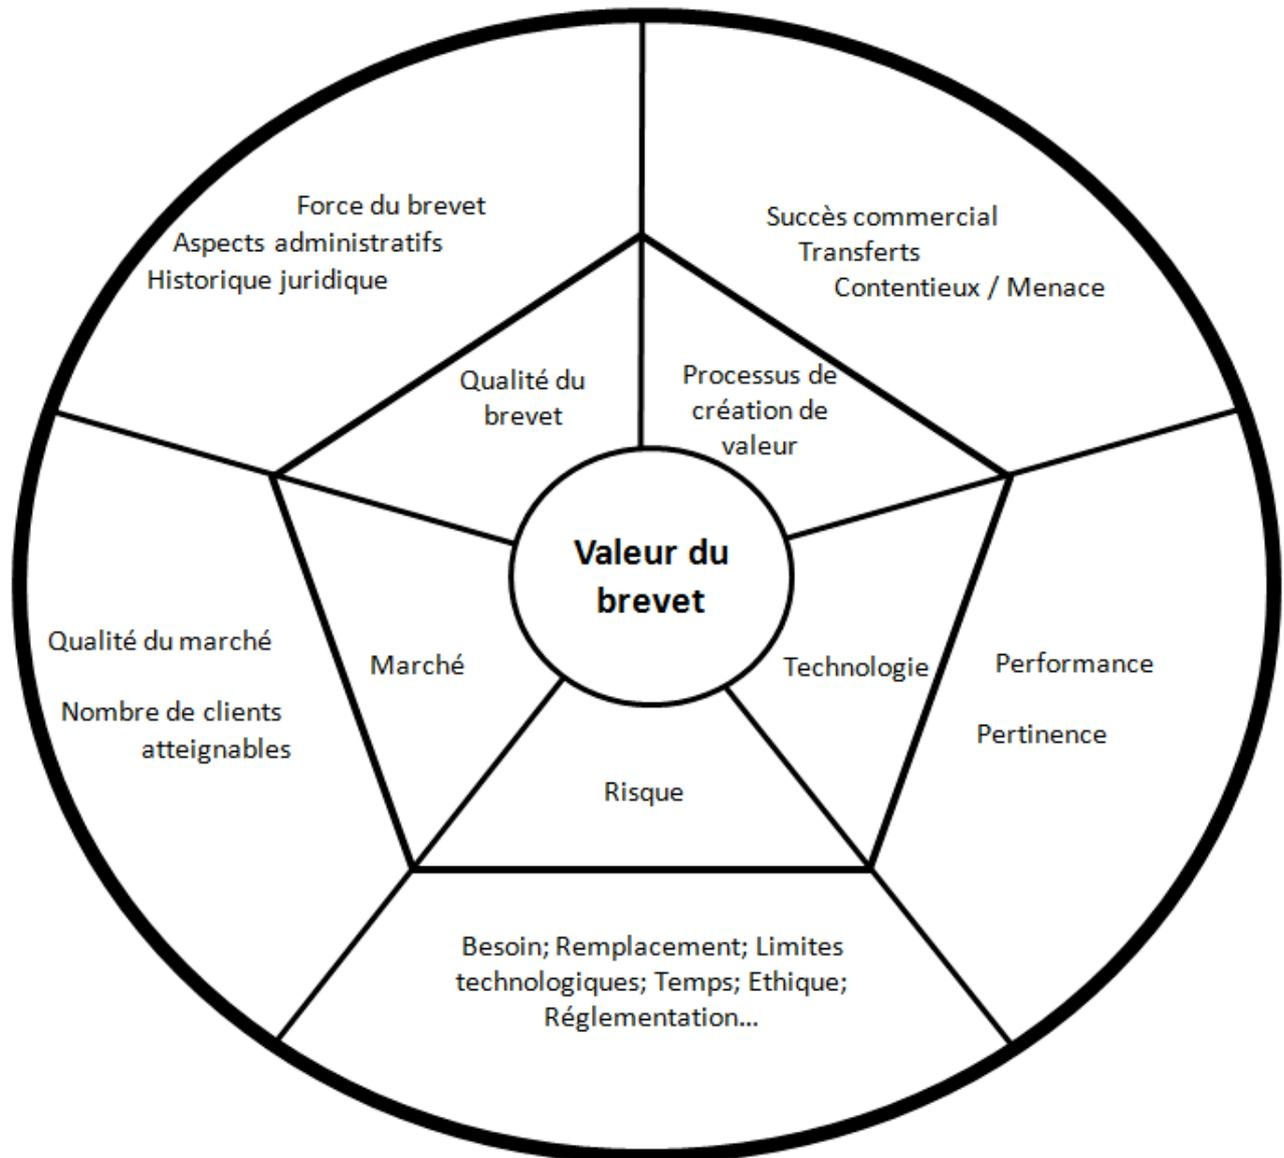 Force du brevet
Aspects administratifs
Historique juridique
Succès commercial
Transferts
Contentieux / Menace
Qualité du
brevet
Processus de
création de
valeur
Valeur du
brevet
Qualité du marché
Nombre de clients
atteignables
Marché
Technologie
Performance
Pertinence
Risque
Besoin; Remplacement; Limites
technologiques; Temps; Ethique;
Réglementation...